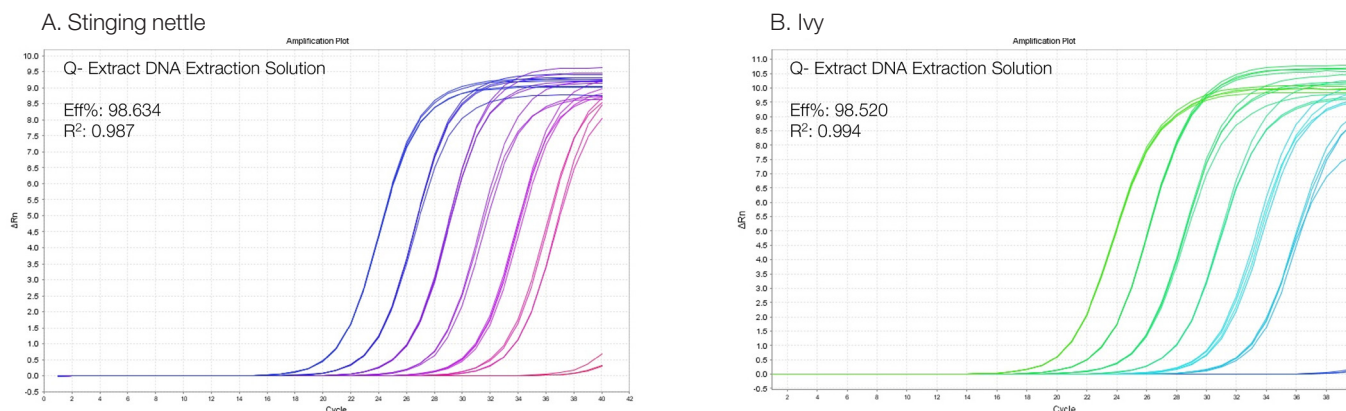 A. Stinging nettle
Amplification Plot
Q- Extract DNA Extraction Solution
Eff%: 98.634
R²: 0.987
10.0
9.5
9.0
8.5
8.0
7.5
7.0
6.5
6.0
5.5
5.0
4.5
4.0
3.5
3.0
2.5
2.0
1.5
1.0
0.5
0.0
-0.5
ΔRn
0 2 4 6 8 10 12 14 16 18 20 22 24 26 28 30 32 34 36 38 40 42
Cycle
B. Ivy
Amplification Plot
Q- Extract DNA Extraction Solution
Eff%: 98.520
R²: 0.994
11.0
10.5
10.0
9.5
9.0
8.5
8.0
7.5
7.0
6.5
6.0
5.5
5.0
4.5
4.0
3.5
3.0
2.5
2.0
1.5
1.0
0.5
0.0
-0.5
ΔRn
2 4 6 8 10 12 14 16 18 20 22 24 26 28 30 32 34 36 38
Cycle